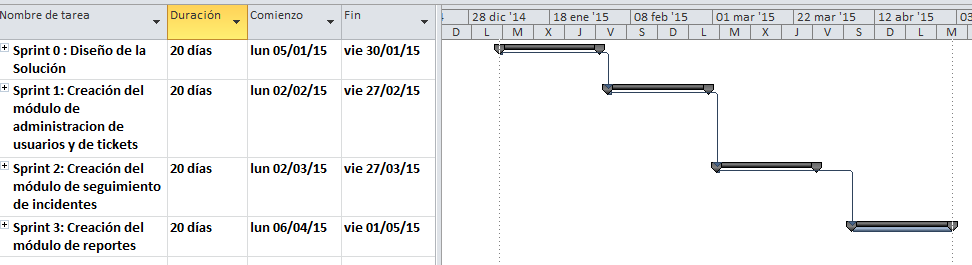 Nombre de tarea Duración Comienzo Fin
Sprint 0 : Diseño de la Solución 20 días lun 05/01/15 vie 30/01/15
Sprint 1: Creación del módulo de administracion de usuarios y de tickets 20 días lun 02/02/15 vie 27/02/15
Sprint 2: Creación del módulo de seguimiento de incidentes 20 días lun 02/03/15 vie 27/03/15
Sprint 3: Creación del módulo de reportes 20 días lun 06/04/15 vie 01/05/15
4 28 dic '14 18 ene '15 08 feb '15 01 mar '15 22 mar '15 12 abr '15 03
D L M X J V S D L M X J V S D L M